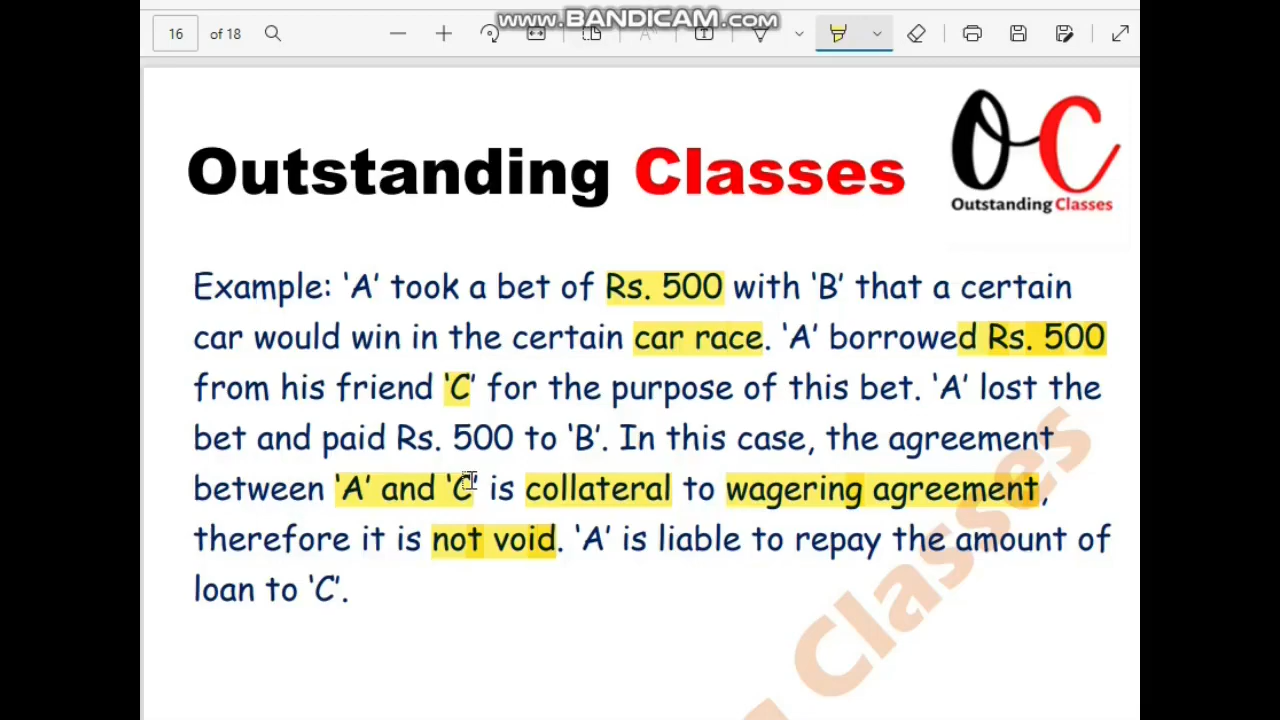 www.BANDICAM.com
16 of 18
Outstanding Classes
OC
Outstanding Classes
Example: ‘A’ took a bet of Rs. 500 with ‘B’ that a certain
car would win in the certain car race. ‘A’ borrowed Rs. 500
from his friend ‘C’ for the purpose of this bet. ‘A’ lost the
bet and paid Rs. 500 to ‘B’. In this case, the agreement
between ‘A’ and ‘C’ is collateral to wagering agreement,
therefore it is not void. ‘A’ is liable to repay the amount of
loan to ‘C’.
g Classes